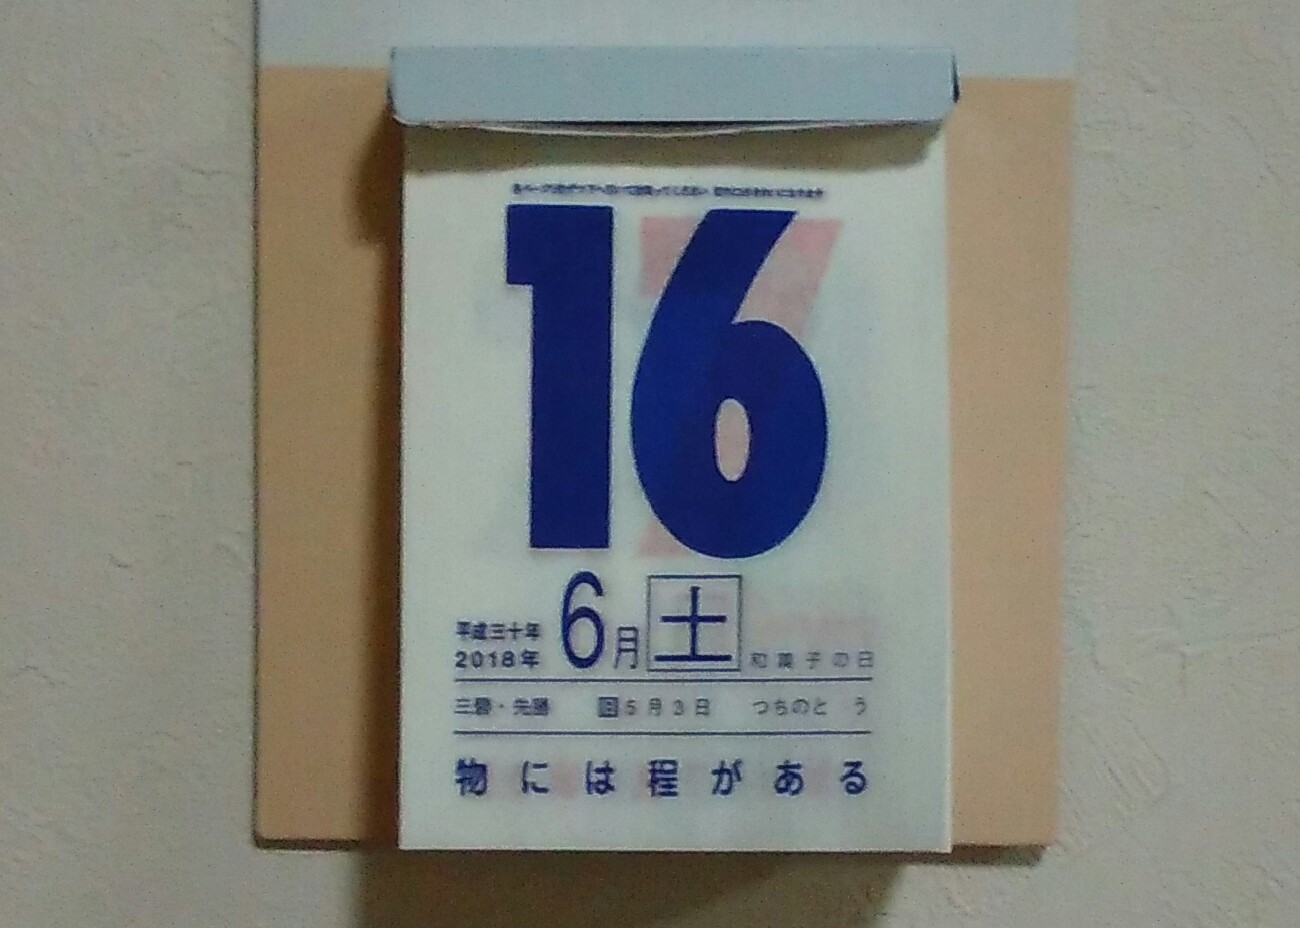 16
平成三十年
2018年
6月 土 和菓子の日
三碧・先勝 旧5月3日 つちのと う
物には程がある